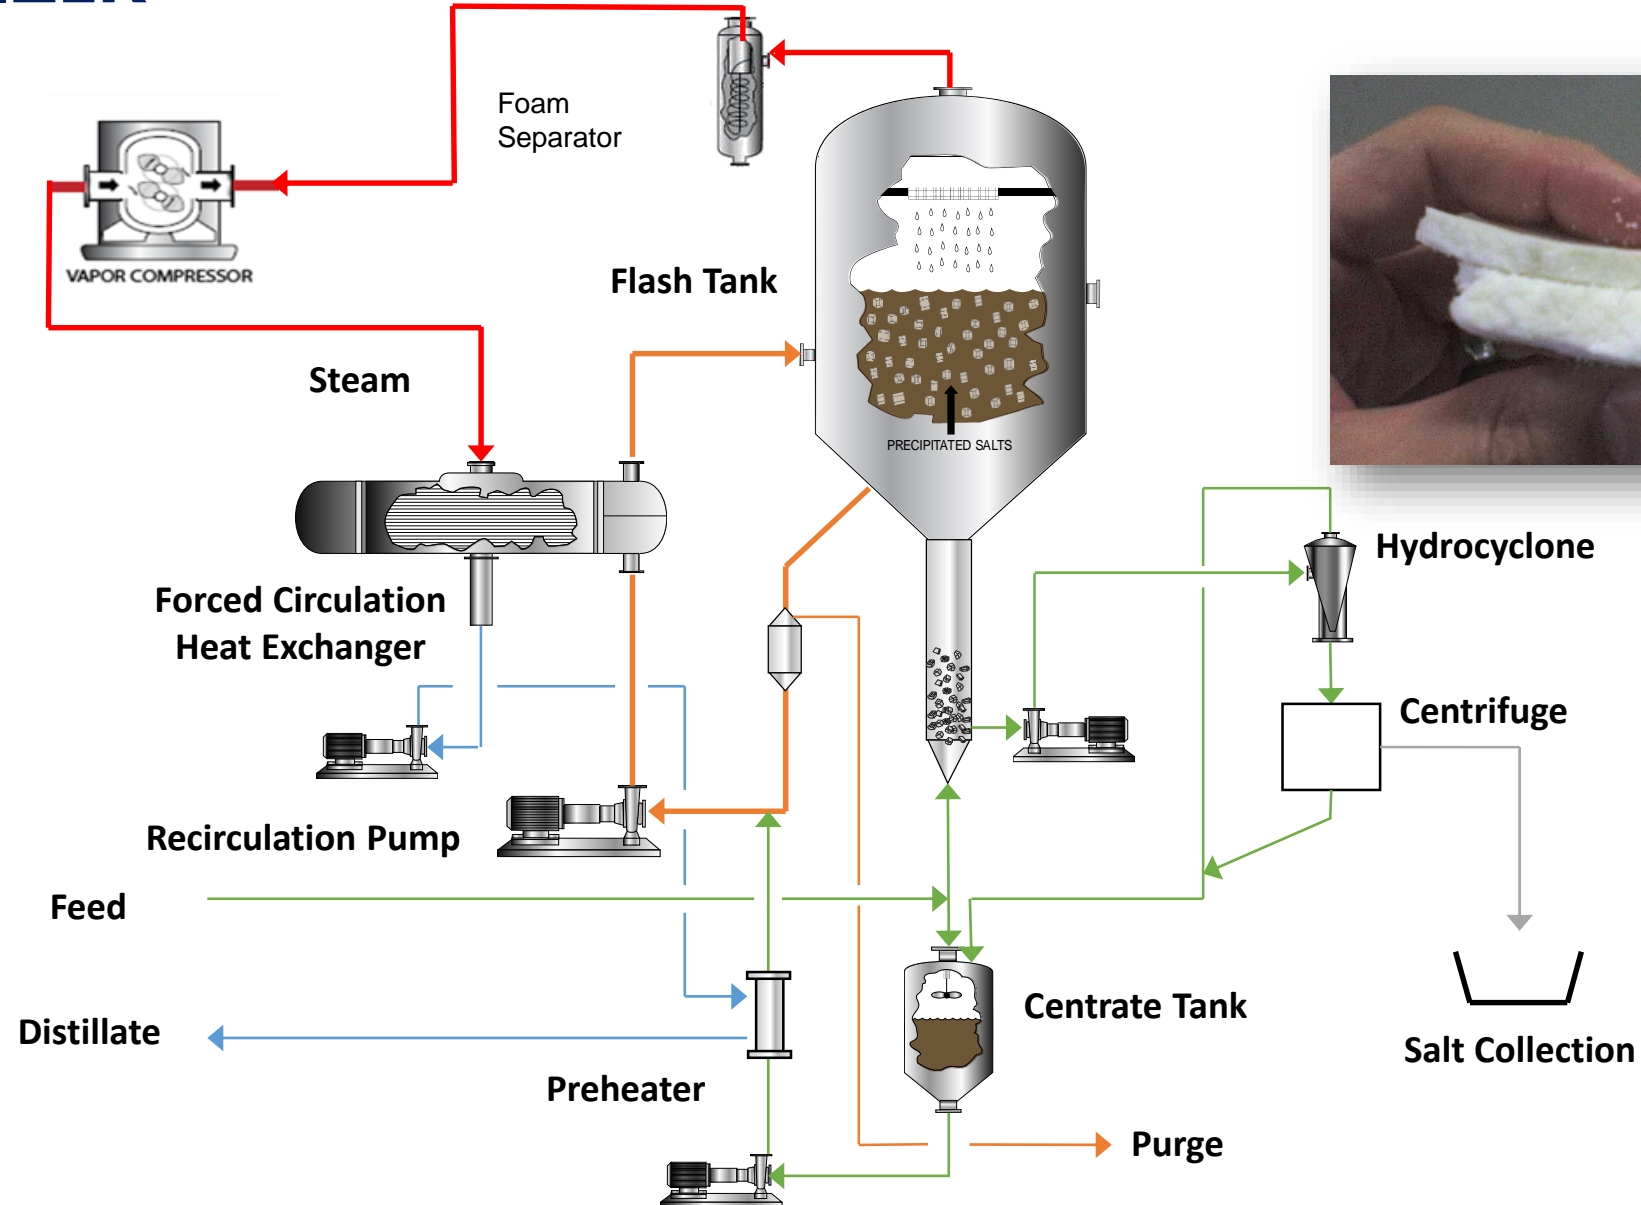 Foam
Separator
VAPOR COMPRESSOR
Flash Tank
Steam
PRECIPITATED SALTS
Hydrocyclone
Forced Circulation
Heat Exchanger
Centrifuge
Recirculation Pump
Feed
Centrate Tank
Distillate
Salt Collection
Preheater
Purge